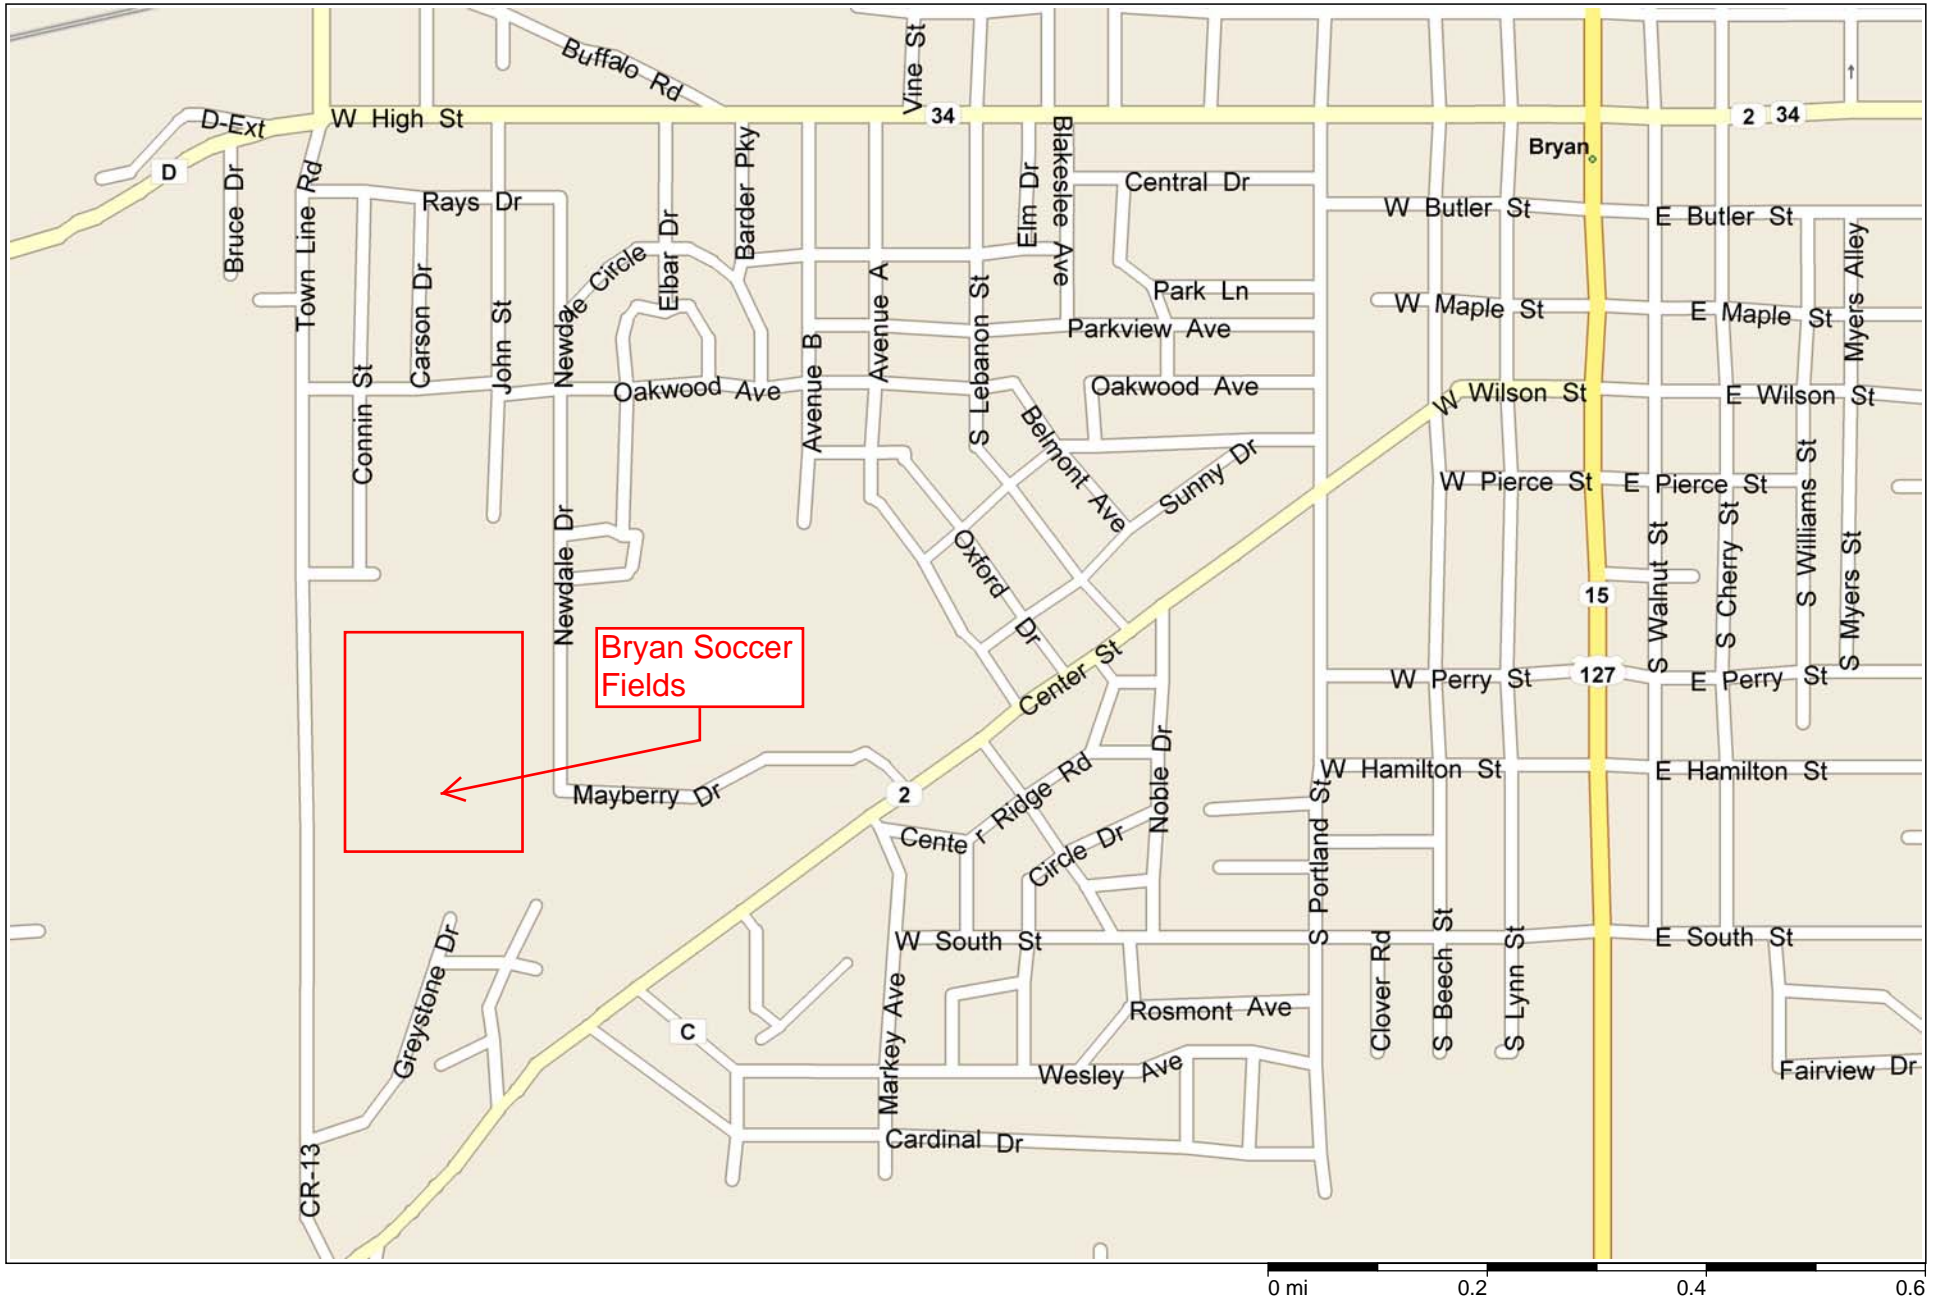 Buffalo Rd
Vine St
D-Ext
W High St
34
2
34
D
Bruce Dr
Town Line Rd
Rays Dr
Barder Pky
Elm Dr
Blakeslee Ave
Central Dr
Bryan
W Butler St
E Butler St
Newdale Circle
Elbar Dr
Carson Dr
John St
Avenue A
S Lebanon St
Park Ln
Parkview Ave
W Maple St
E Maple St
Myers Alley
Connin St
Oakwood Ave
Avenue B
Oakwood Ave
W Wilson St
E Wilson St
Belmont Ave
Sunny Dr
W Pierce St
E Pierce St
Newdale Dr
Oxford Dr
15
S Walnut St
S Cherry St
S Williams St
S Myers St
Bryan Soccer
Fields
Center St
W Perry St
127
E Perry St
Mayberry Dr
2
Center Ridge Rd
Noble Dr
W Hamilton St
E Hamilton St
Circle Dr
S Portland St
Greystone Dr
W South St
E South St
Clover Rd
S Beech St
S Lynn St
C
Markey Ave
Rosmont Ave
Wesley Ave
Fairview Dr
Cardinal Dr
CR-13
0 mi
0.2
0.4
0.6